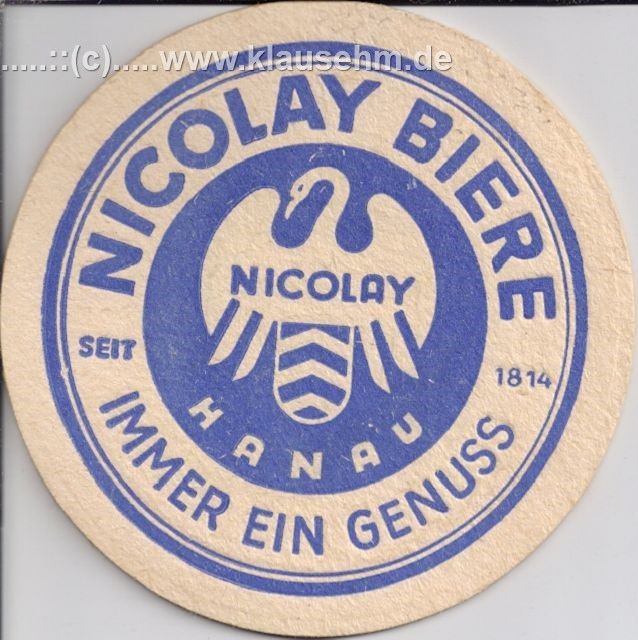 .....::(c).....www.klausehm.de
NICOLAY BIERE
NICOLAY
SEIT 1814
HANAU
IMMER EIN GENUSS